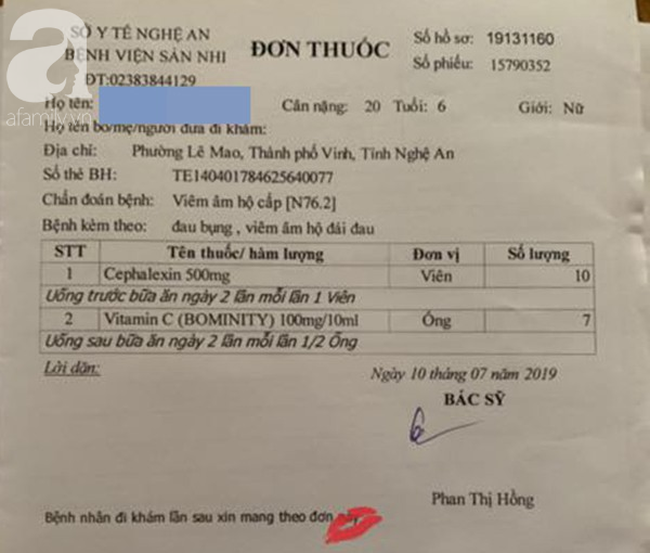 SỞ Y TẾ NGHỆ AN
BỆNH VIỆN SẢN NHI
ĐT:02383844129
ĐƠN THUỐC
Số hồ sơ: 19131160
Số phiếu: 15790352
afamily.vn
Họ tên: Cân nặng: 20 Tuổi: 6 Giới: Nữ
Họ tên bố/mẹ/người đưa đi khám:
Địa chỉ: Phường Lê Mao, Thành phố Vinh, Tỉnh Nghệ An
Số thẻ BH: TE140401784625640077
Chẩn đoán bệnh: Viêm âm hộ cấp [N76.2]
Bệnh kèm theo: đau bụng , viêm âm hộ đái đau
STT Tên thuốc/ hàm lượng Đơn vị Số lượng
1 Cephalexin 500mg Viên 10
Uống trước bữa ăn ngày 2 lần mỗi lần 1 Viên
2 Vitamin C (BOMINITY) 100mg/10ml Ống 7
Uống sau bữa ăn ngày 2 lần mỗi lần 1/2 Ống
Lời dặn:
Ngày 10 tháng 07 năm 2019
BÁC SỸ
Phan Thị Hồng
Bệnh nhân đi khám lần sau xin mang theo đơn